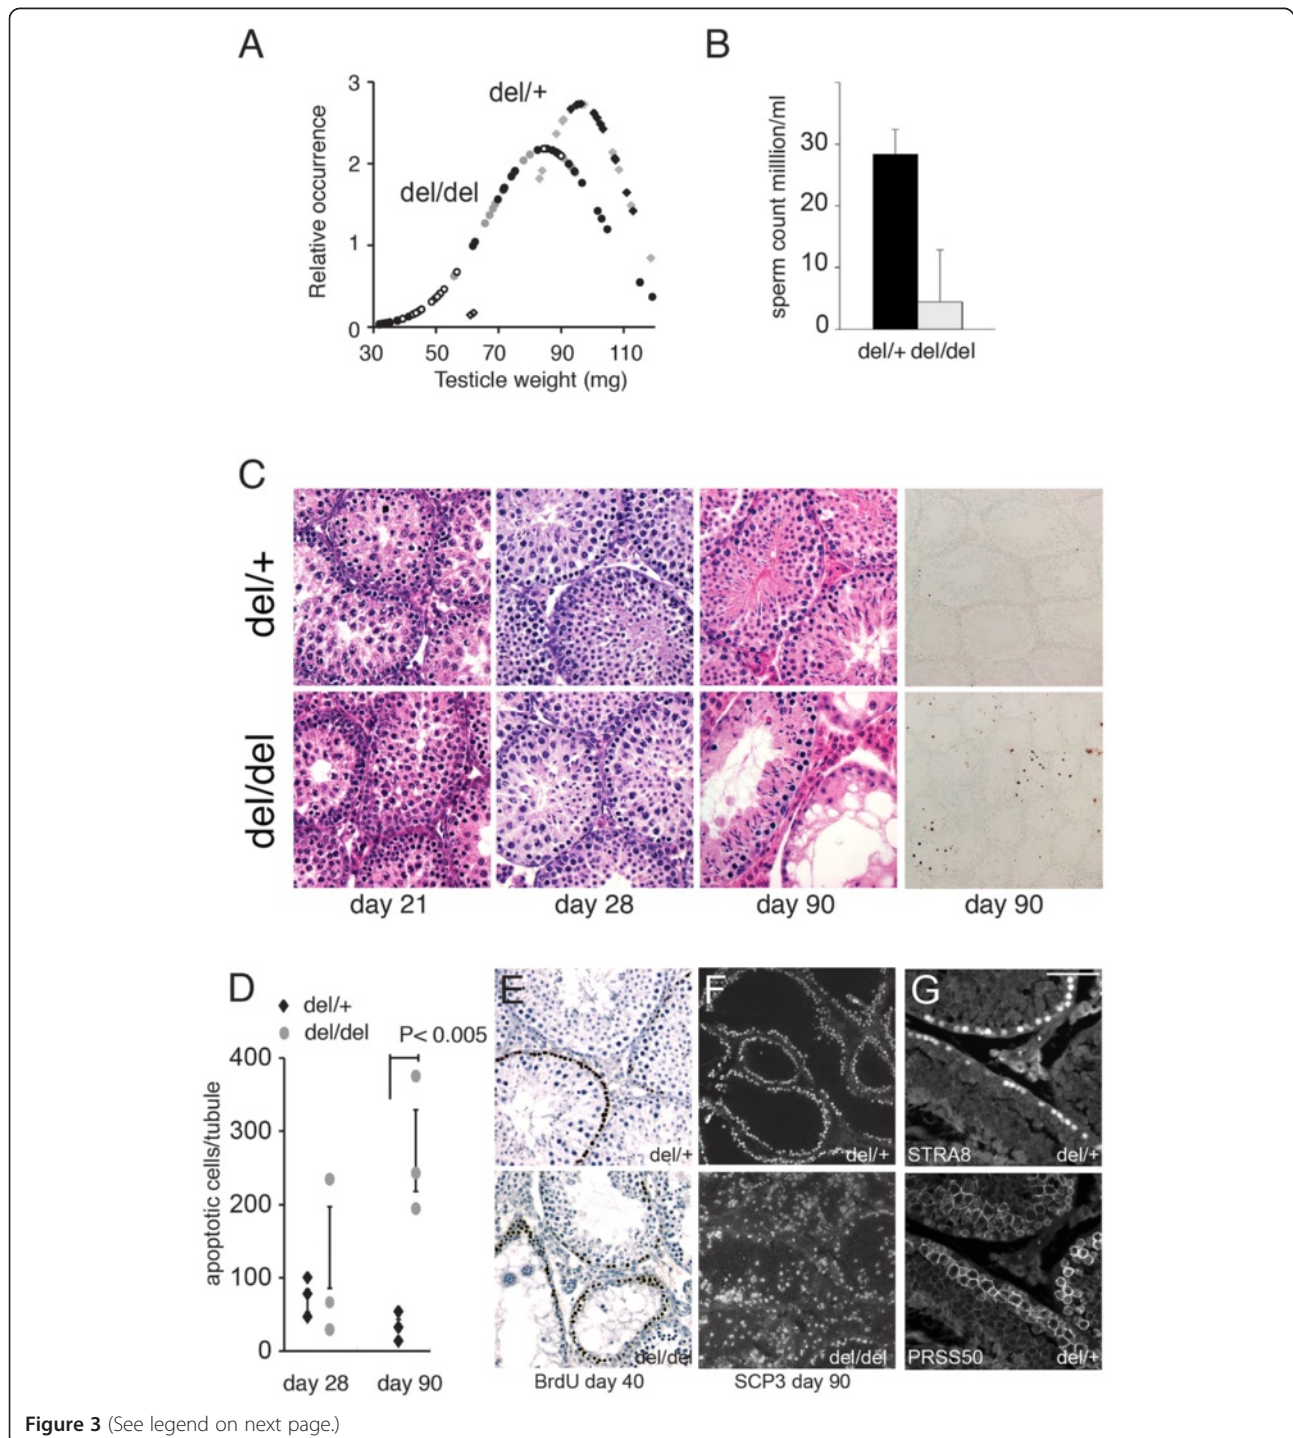 A
B
3
2
1
0
Relative occurrence
del/+
del/del
30 50 70 90 110
Testicle weight (mg)
30
20
10
0
sperm count milllion/ml
del/+ del/del
C
del/+
del/del
day 21 day 28 day 90 day 90
D
del/+
del/del
P< 0.005
400
300
200
100
0
apoptotic cells/tubule
day 28 day 90
E
del/+
del/del
BrdU day 40
F
del/+
del/del
SCP3 day 90
G
STRA8 del/+
PRSS50 del/+
Figure 3 (See legend on next page.)